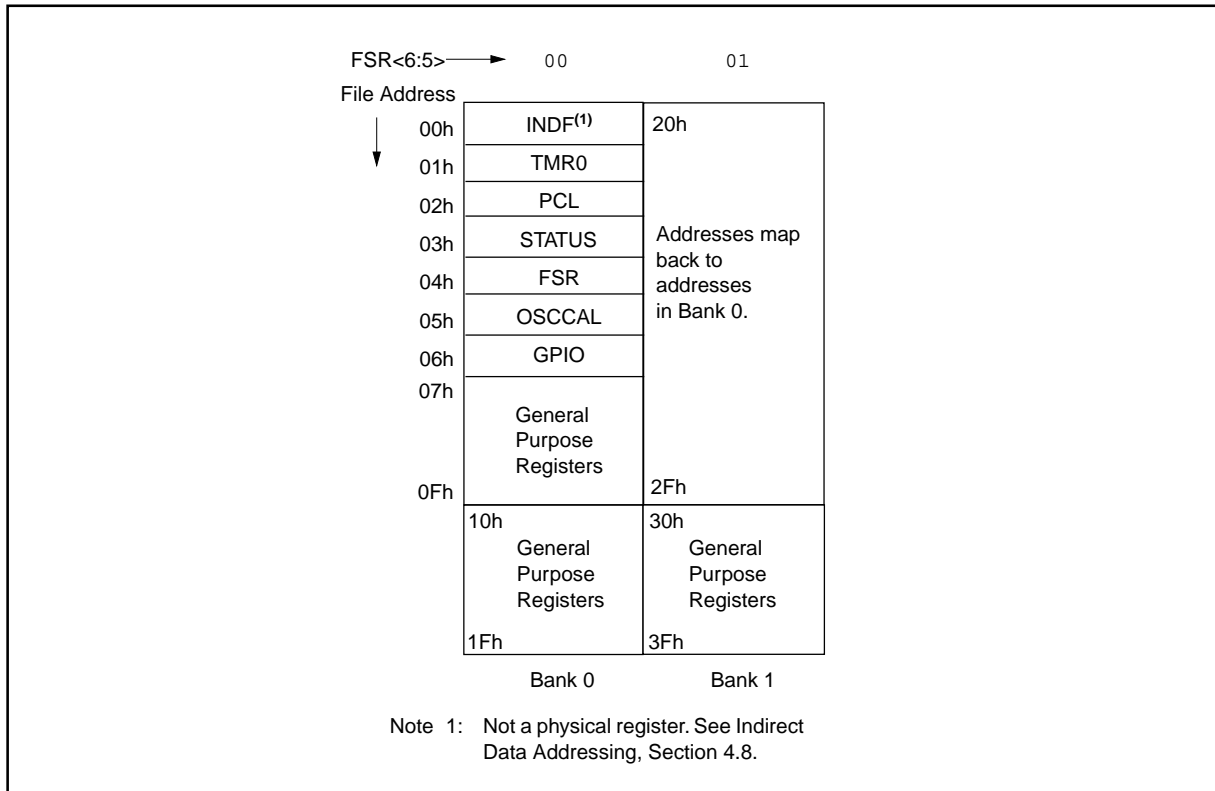 FSR<6:5> 00 01
File Address
00h INDF(1) 20h
01h TMR0
02h PCL
03h STATUS
04h FSR
05h OSCCAL
06h GPIO
Addresses map
back to
addresses
in Bank 0.
07h
General
Purpose
Registers
0Fh 2Fh
10h
General
Purpose
Registers
1Fh
30h
General
Purpose
Registers
3Fh
Bank 0 Bank 1
Note 1: Not a physical register. See Indirect
Data Addressing, Section 4.8.